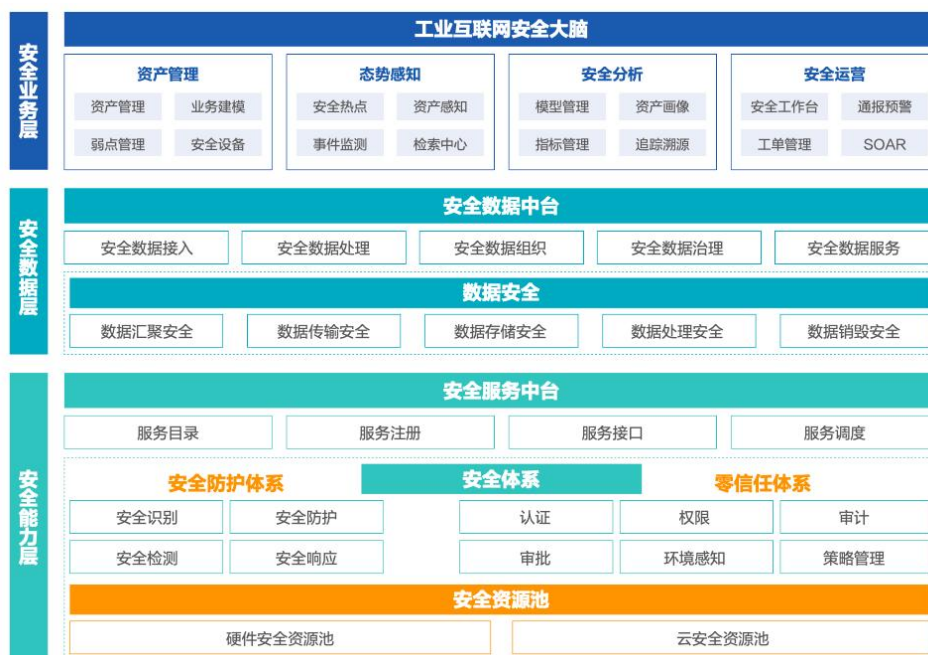 安全业务层
工业互联网安全大脑
资产管理 态势感知 安全分析 安全运营
资产管理 业务建模 安全热点 资产感知 模型管理 资产画像 安全工作台 通报预警
弱点管理 安全设备 事件监测 检索中心 指标管理 追踪溯源 工单管理 SOAR
安全数据层
安全数据中台
安全数据接入 安全数据处理 安全数据组织 安全数据治理 安全数据服务
数据安全
数据汇聚安全 数据传输安全 数据存储安全 数据处理安全 数据销毁安全
安全能力层
安全服务中台
服务目录 服务注册 服务接口 服务调度
安全防护体系 安全体系 零信任体系
安全识别 安全防护 认证 权限 审计
安全检测 安全响应 审批 环境感知 策略管理
安全资源池
硬件安全资源池 云安全资源池